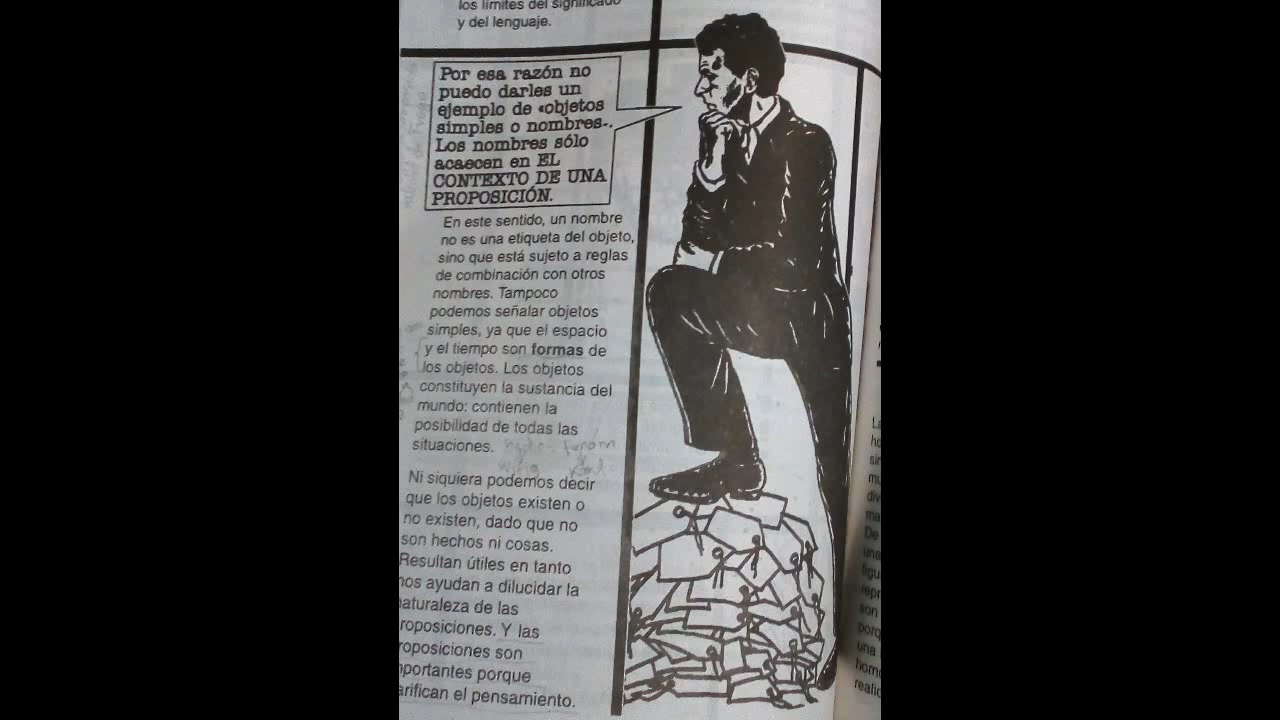 los límites del significado
y del lenguaje.
Por esa razón no
puedo darles un
ejemplo de «objetos
simples o nombres».
Los nombres sólo
acaecen en EL
CONTEXTO DE UNA
PROPOSICIÓN.
En este sentido, un nombre
no es una etiqueta del objeto,
sino que está sujeto a reglas
de combinación con otros
nombres. Tampoco
podemos señalar objetos
simples, ya que el espacio
y el tiempo son formas de
los objetos. Los objetos
constituyen la sustancia del
mundo: contienen la
posibilidad de todas las
situaciones.
Ni siquiera podemos decir
que los objetos existen o
no existen, dado que no
son hechos ni cosas.
Resultan útiles en tanto
nos ayudan a dilucidar la
naturaleza de las
roposiciones. Y las
roposiciones son
portantes porque
arifican el pensamiento.